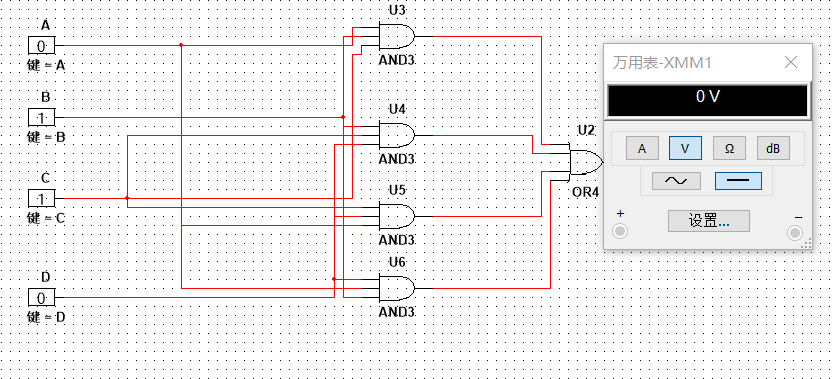 A
0
键 = A
B
1
键 = B
C
1
键 = C
D
0
键 = D
U3
AND3
U4
AND3
U5
AND3
U6
AND3
U2
OR4
万用表-XMM1
0 V
A V Ω dB
+ 设置... −